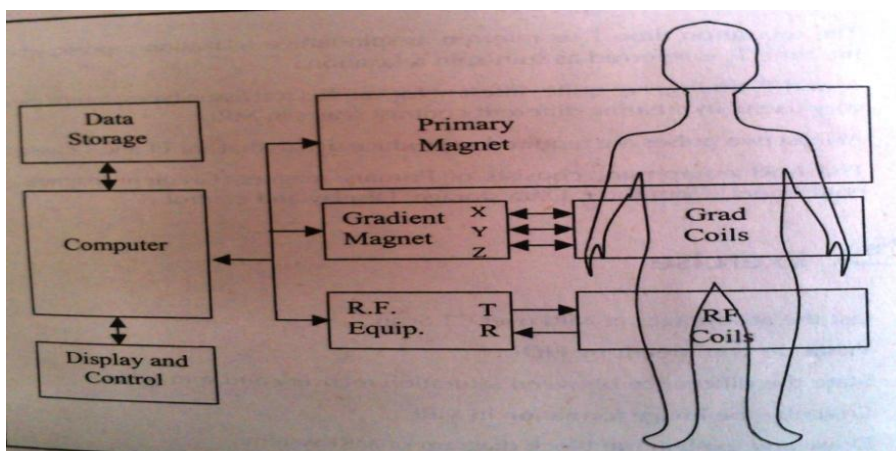 Data
Storage
Computer
Display and
Control
Primary
Magnet
Gradient X
Magnet Y
Z
Grad
Coils
R.F. T
Equip. R
RF
Coils